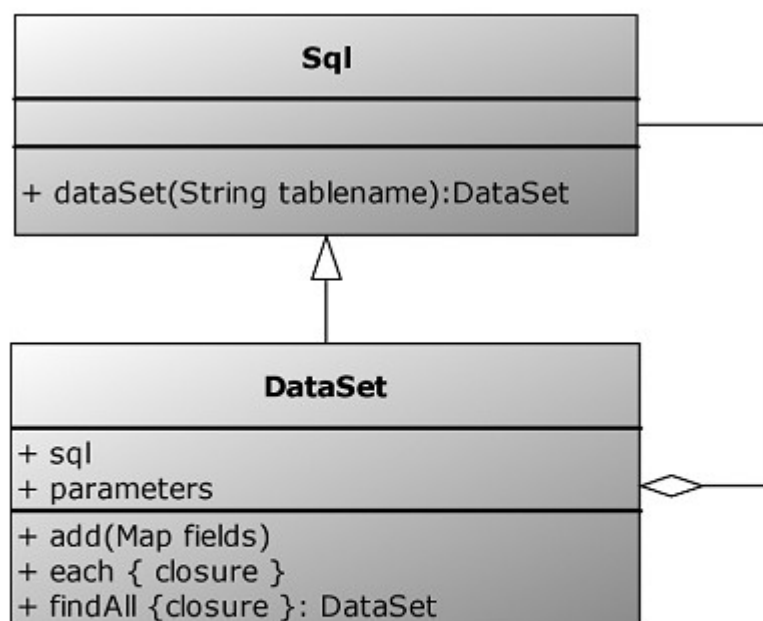 Sql
+ dataSet(String tablename):DataSet
DataSet
+ sql
+ parameters
+ add(Map fields)
+ each { closure }
+ findAll {closure }: DataSet